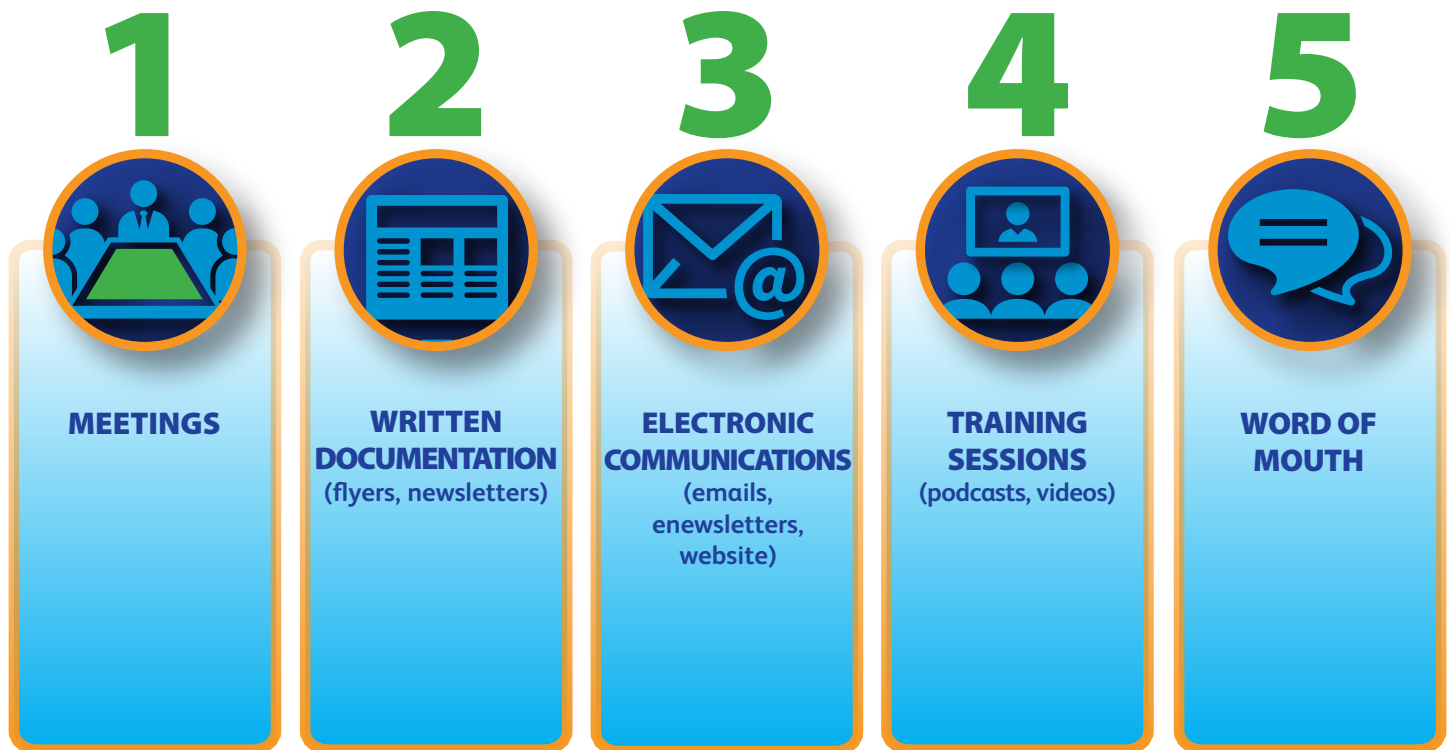 1
MEETINGS
2
WRITTEN
DOCUMENTATION
(flyers, newsletters)
3
@
ELECTRONIC
COMMUNICATIONS
(emails,
enewsletters,
website)
4
TRAINING
SESSIONS
(podcasts, videos)
5
WORD OF
MOUTH